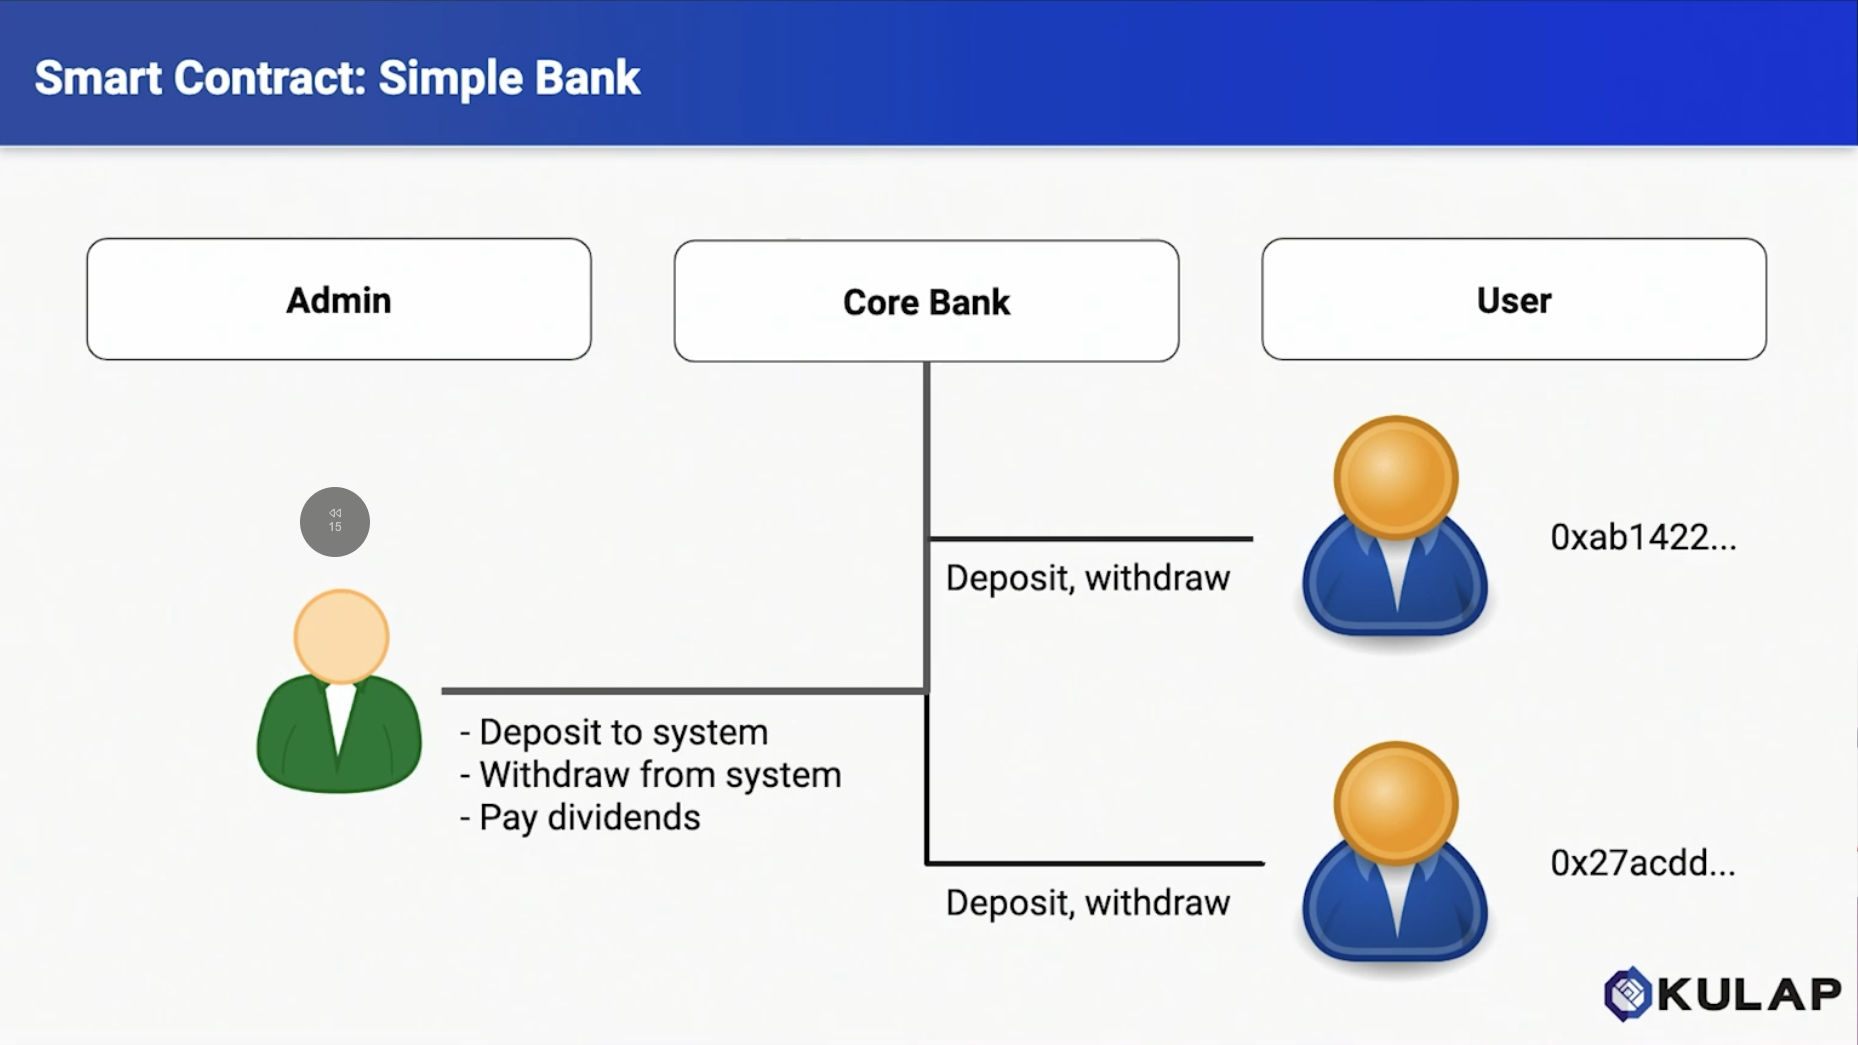 Smart Contract: Simple Bank
Admin
Core Bank
User
15
0xab1422...
Deposit, withdraw
- Deposit to system
- Withdraw from system
- Pay dividends
0x27acdd...
Deposit, withdraw
KULAP